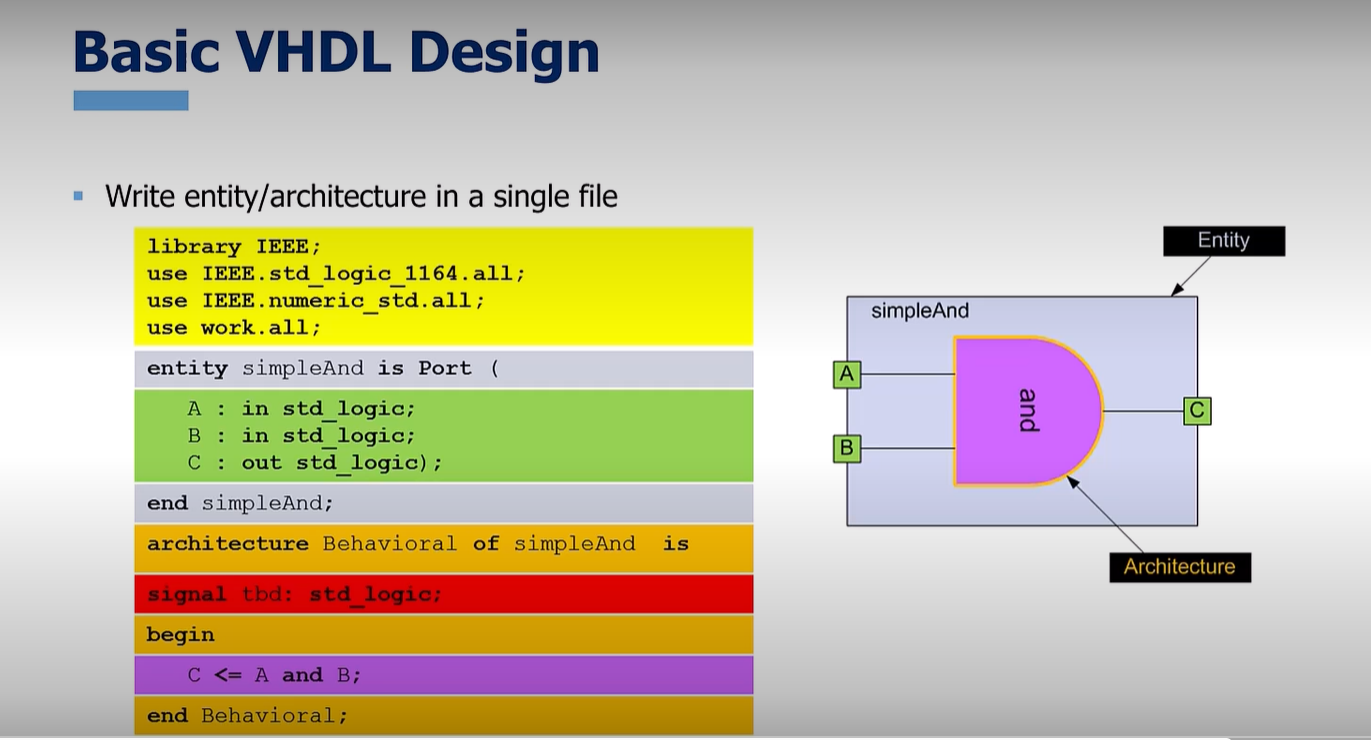 Basic VHDL Design
Write entity/architecture in a single file
library IEEE;
use IEEE.std_logic_1164.all;
use IEEE.numeric_std.all;
use work.all;
entity simpleAnd is Port (
A : in std_logic;
B : in std_logic;
C : out std_logic);
end simpleAnd;
architecture Behavioral of simpleAnd is
signal tbd: std_logic;
begin
C <= A and B;
end Behavioral;
Entity
simpleAnd
A
B
and
C
Architecture